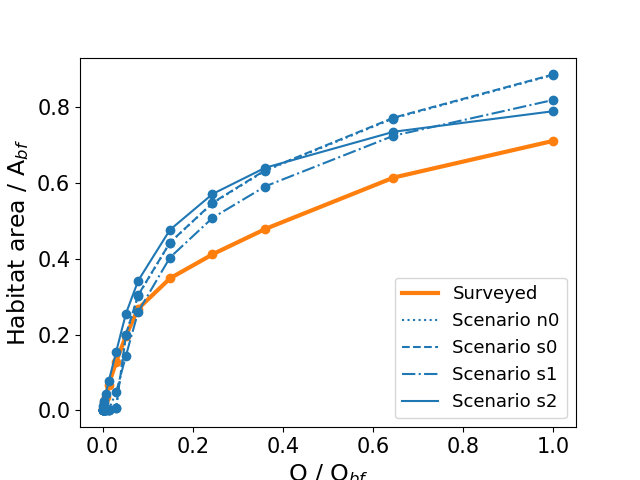 Habitat area / A_bf
0.8
0.6
0.4
0.2
0.0
0.0 0.2 0.4 0.6 0.8 1.0
Q / Q_bf
Surveyed
Scenario n0
Scenario s0
Scenario s1
Scenario s2